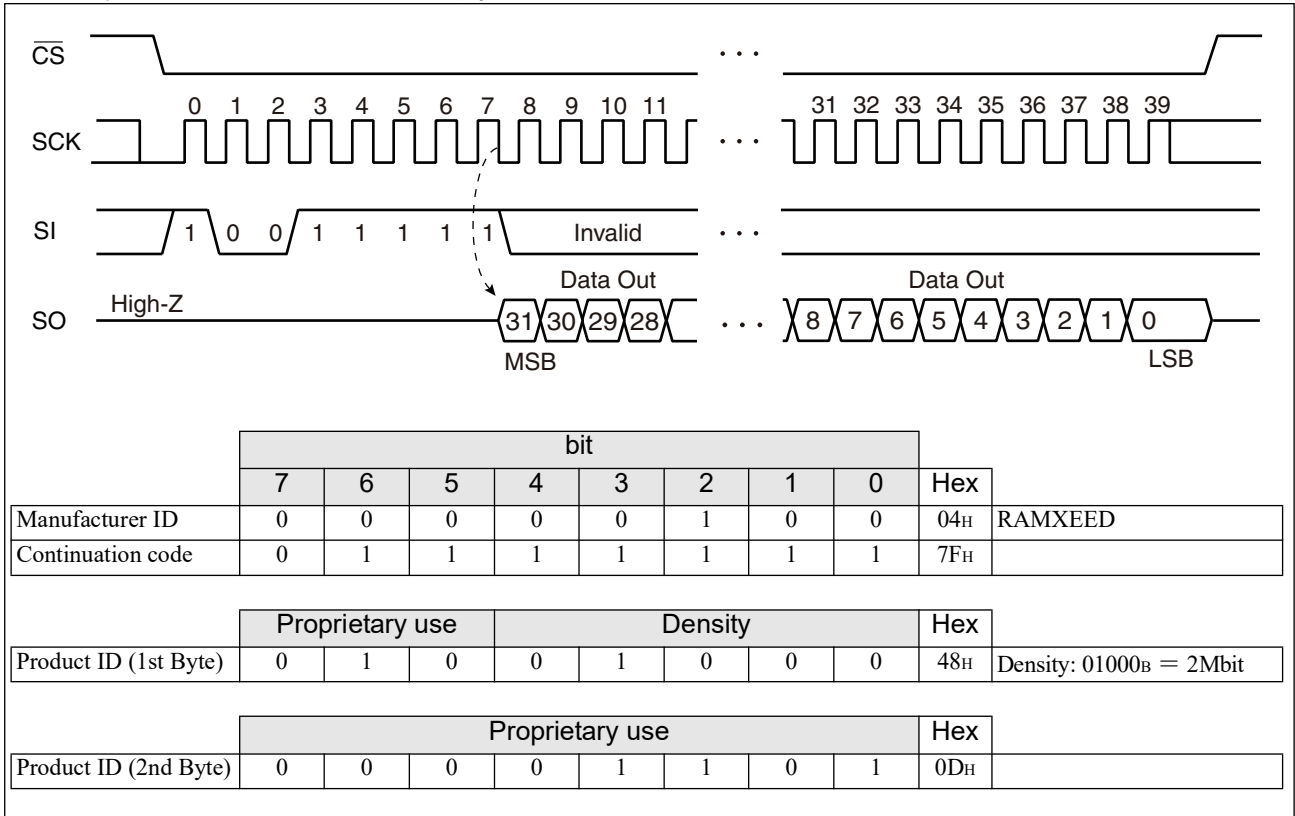 CS
· · ·
0 1 2 3 4 5 6 7 8 9 10 11 31 32 33 34 35 36 37 38 39
SCK
· · ·
SI 1 0 0 1 1 1 1 1 Invalid · · ·
Data Out Data Out
High-Z
SO 31 30 29 28 · · · 8 7 6 5 4 3 2 1 0
MSB LSB
bit
7 6 5 4 3 2 1 0 Hex
Manufacturer ID 0 0 0 0 0 1 0 0 04H RAMXEED
Continuation code 0 1 1 1 1 1 1 1 7FH
Proprietary use Density Hex
Product ID (1st Byte) 0 1 0 0 1 0 0 0 48H Density: 01000B = 2Mbit
Proprietary use Hex
Product ID (2nd Byte) 0 0 0 0 1 1 0 1 0DH